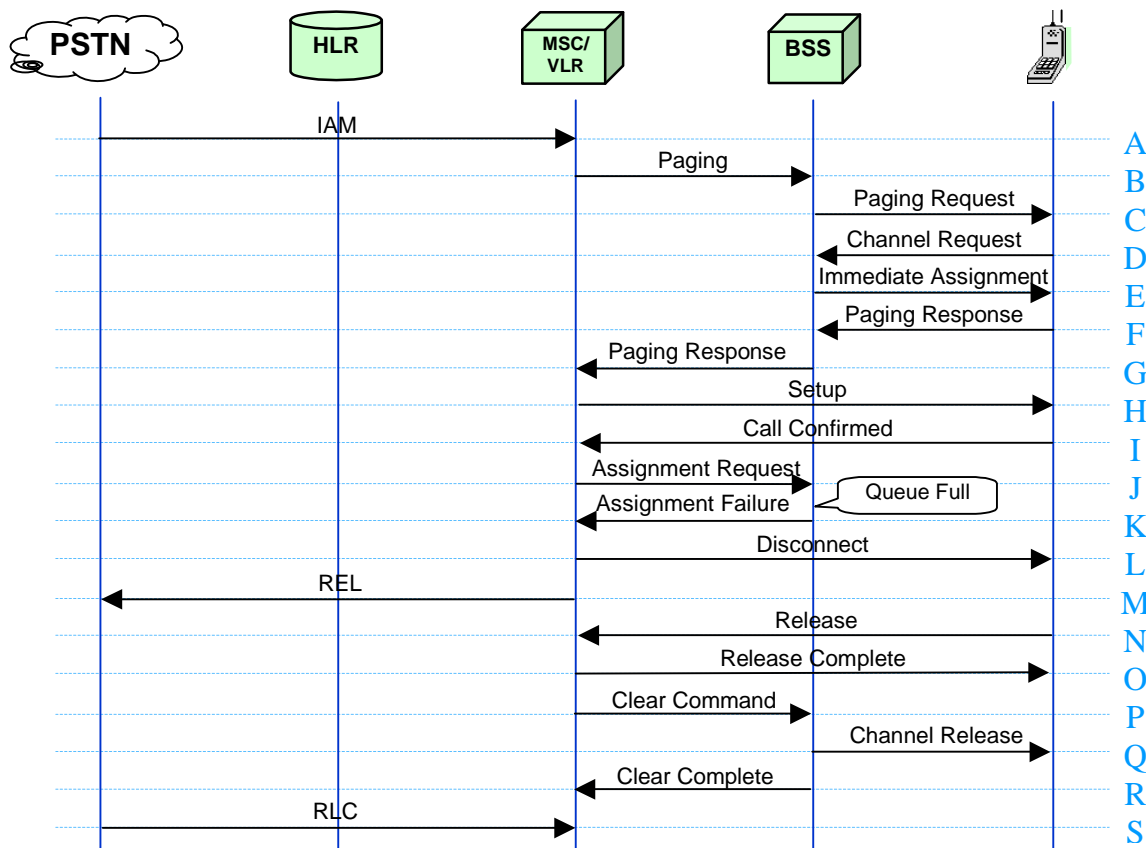 PSTN
HLR
MSC/
VLR
BSS
IAM
A
Paging
B
Paging Request
C
Channel Request
D
Immediate Assignment
E
Paging Response
F
Paging Response
G
Setup
H
Call Confirmed
I
Assignment Request
J
Queue Full
Assignment Failure
K
Disconnect
L
REL
M
Release
N
Release Complete
O
Clear Command
P
Channel Release
Q
Clear Complete
R
RLC
S